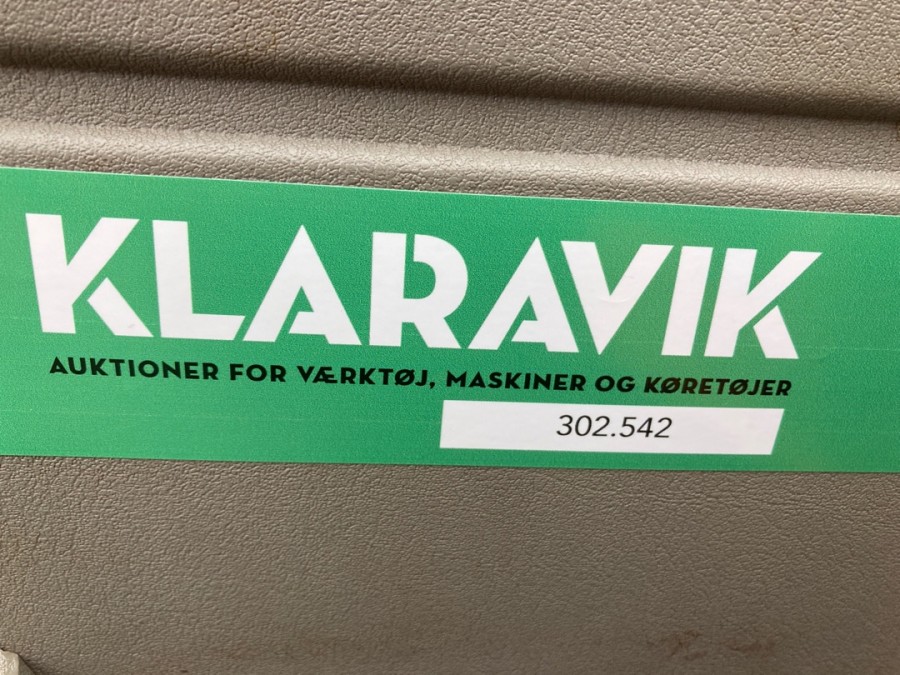 KLARAVIK
AUKTIONER FOR VÆRKTØJ, MASKINER OG KØRETØJER
302.542